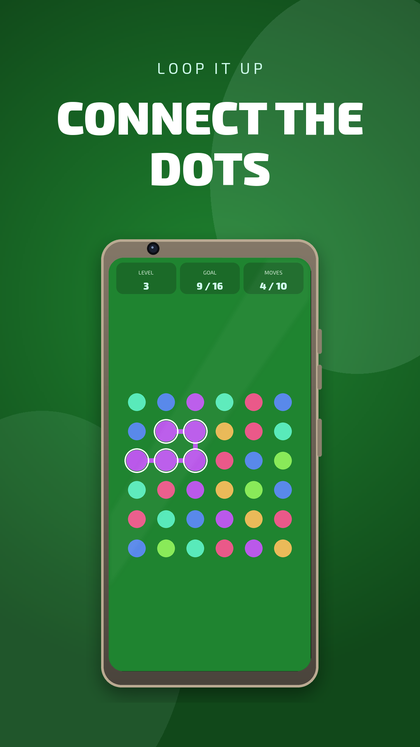 LOOP IT UP
CONNECT THE
DOTS
LEVEL
3
GOAL
9 / 16
MOVES
4 / 10